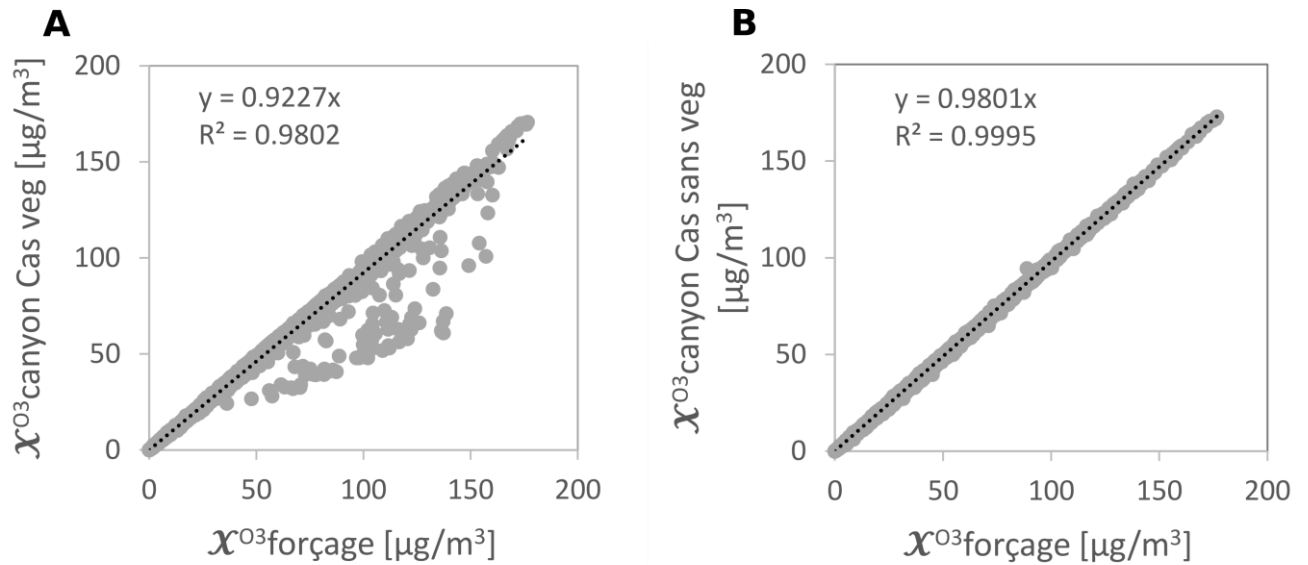 A
200
150
100
50
0
y = 0.9227x
R² = 0.9802
𝒳ᴼ³canyon Cas veg [µg/m³]
0 50 100 150 200
𝒳ᴼ³forçage [µg/m³]
B
200
150
100
50
0
y = 0.9801x
R² = 0.9995
𝒳ᴼ³canyon Cas sans veg
[µg/m³]
0 50 100 150 200
𝒳ᴼ³forçage [µg/m³]